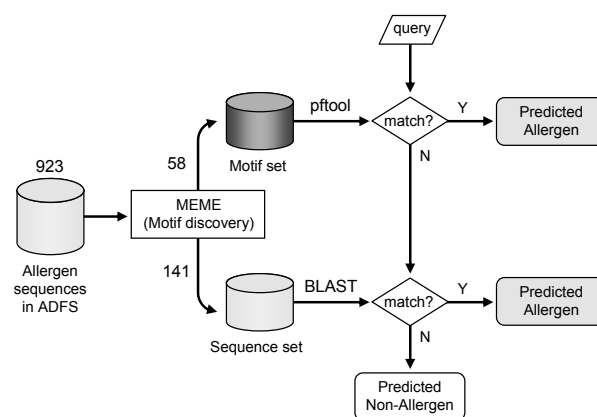 query
pftool
match?
Y
Predicted
Allergen
923
58
Motif set
N
MEME
(Motif discovery)
Allergen
sequences
in ADFS
141
BLAST
match?
Y
Predicted
Allergen
Sequence set
N
Predicted
Non-Allergen